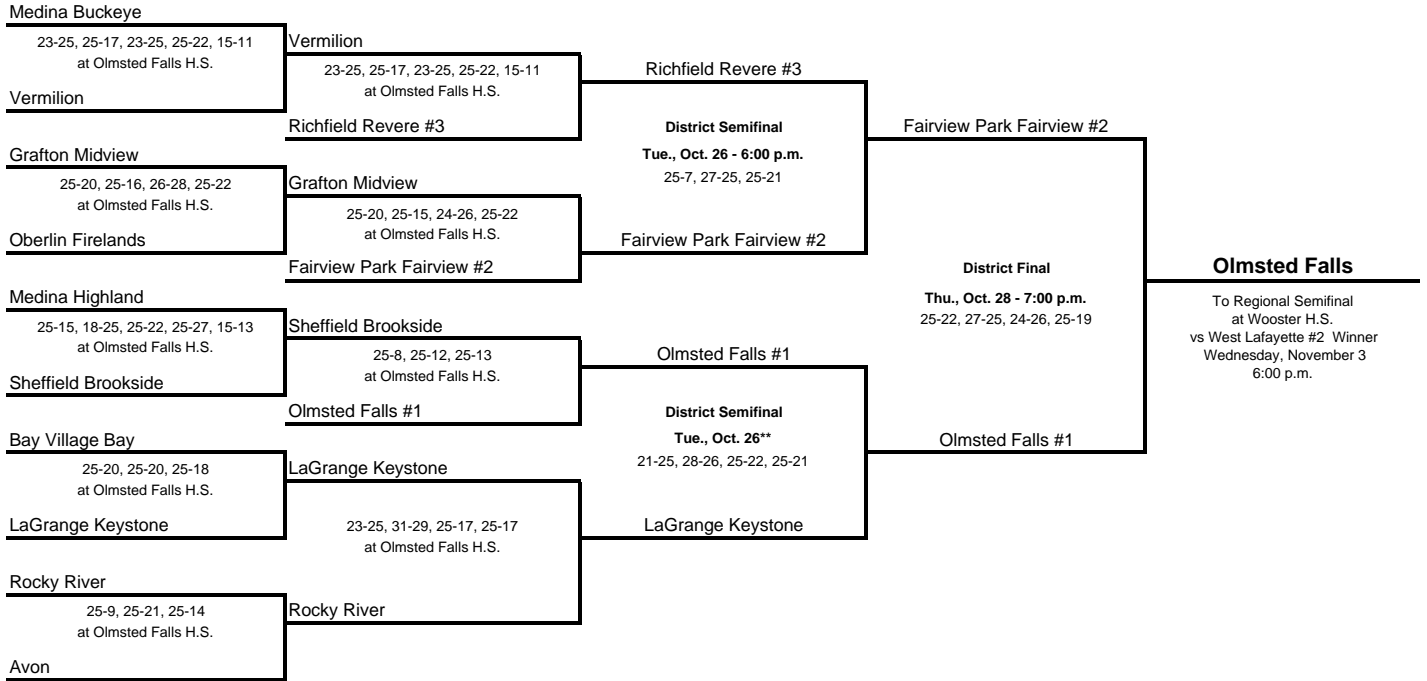 Medina Buckeye
23-25, 25-17, 23-25, 25-22, 15-11
at Olmsted Falls H.S.
Vermilion
Grafton Midview
25-20, 25-16, 26-28, 25-22
at Olmsted Falls H.S.
Oberlin Firelands
Medina Highland
25-15, 18-25, 25-22, 25-27, 15-13
at Olmsted Falls H.S.
Sheffield Brookside
Bay Village Bay
25-20, 25-20, 25-18
at Olmsted Falls H.S.
LaGrange Keystone
Rocky River
25-9, 25-21, 25-14
at Olmsted Falls H.S.
Avon
Vermilion
23-25, 25-17, 23-25, 25-22, 15-11
at Olmsted Falls H.S.
Richfield Revere #3
Grafton Midview
25-20, 25-15, 24-26, 25-22
at Olmsted Falls H.S.
Fairview Park Fairview #2
Sheffield Brookside
25-8, 25-12, 25-13
at Olmsted Falls H.S.
Olmsted Falls #1
LaGrange Keystone
23-25, 31-29, 25-17, 25-17
at Olmsted Falls H.S.
Rocky River
Richfield Revere #3
District Semifinal
Tue., Oct. 26 - 6:00 p.m.
25-7, 27-25, 25-21
Fairview Park Fairview #2
Olmsted Falls #1
District Semifinal
Tue., Oct. 26**
21-25, 28-26, 25-22, 25-21
LaGrange Keystone
Fairview Park Fairview #2
District Final
Thu., Oct. 28 - 7:00 p.m.
25-22, 27-25, 24-26, 25-19
Olmsted Falls #1
Olmsted Falls
To Regional Semifinal
at Wooster H.S.
vs West Lafayette #2 Winner
Wednesday, November 3
6:00 p.m.